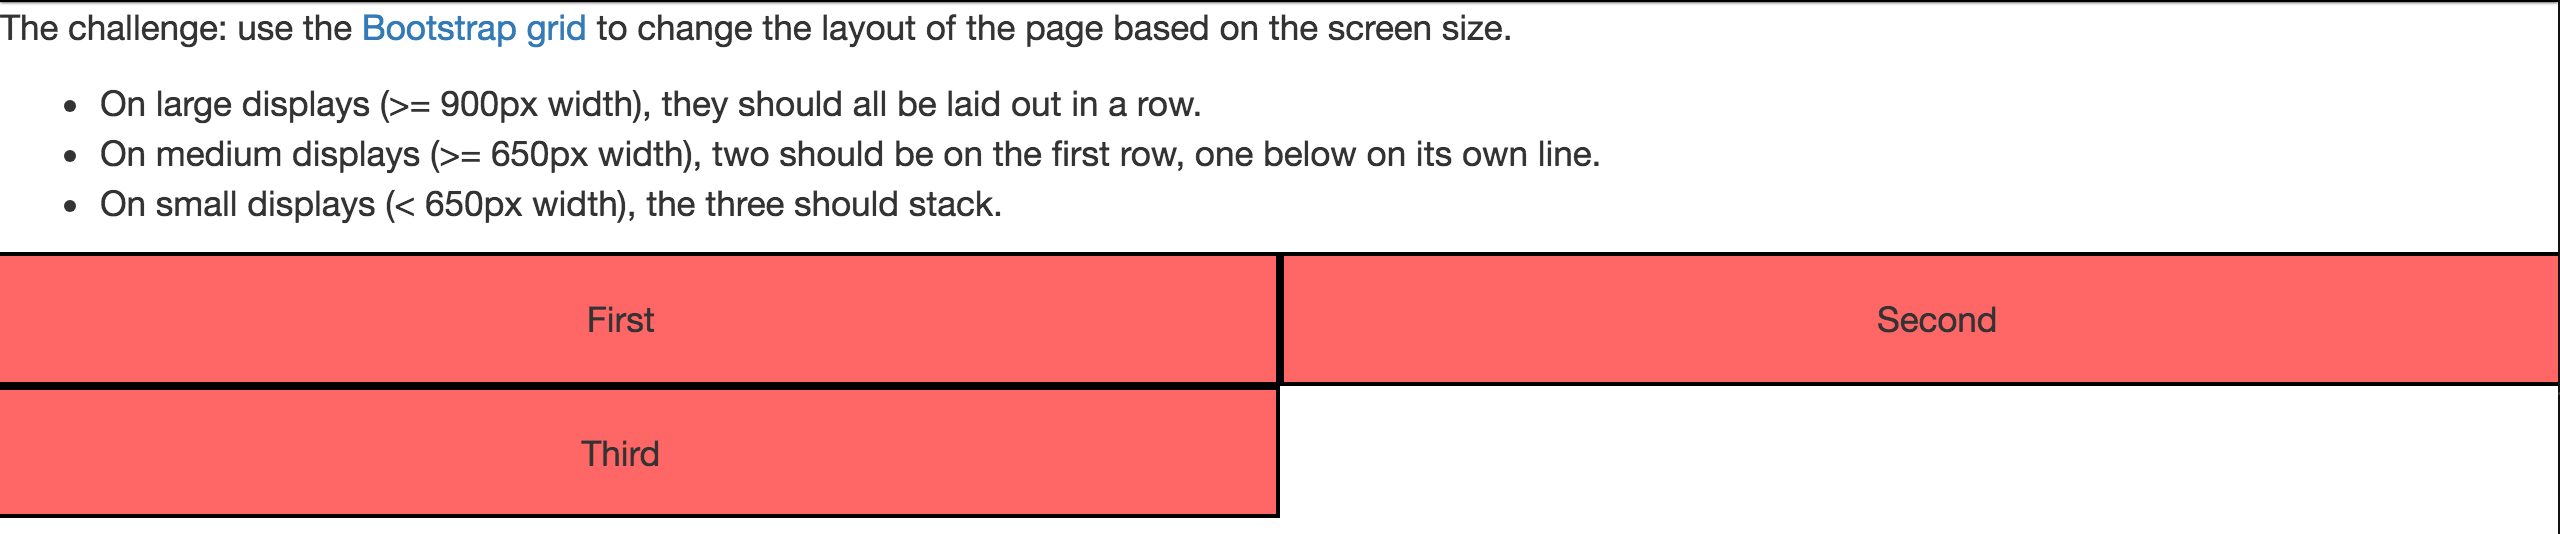 The challenge: use the Bootstrap grid to change the layout of the page based on the screen size.
• On large displays (>= 900px width), they should all be laid out in a row.
• On medium displays (>= 650px width), two should be on the first row, one below on its own line.
• On small displays (< 650px width), the three should stack.
First Second
Third